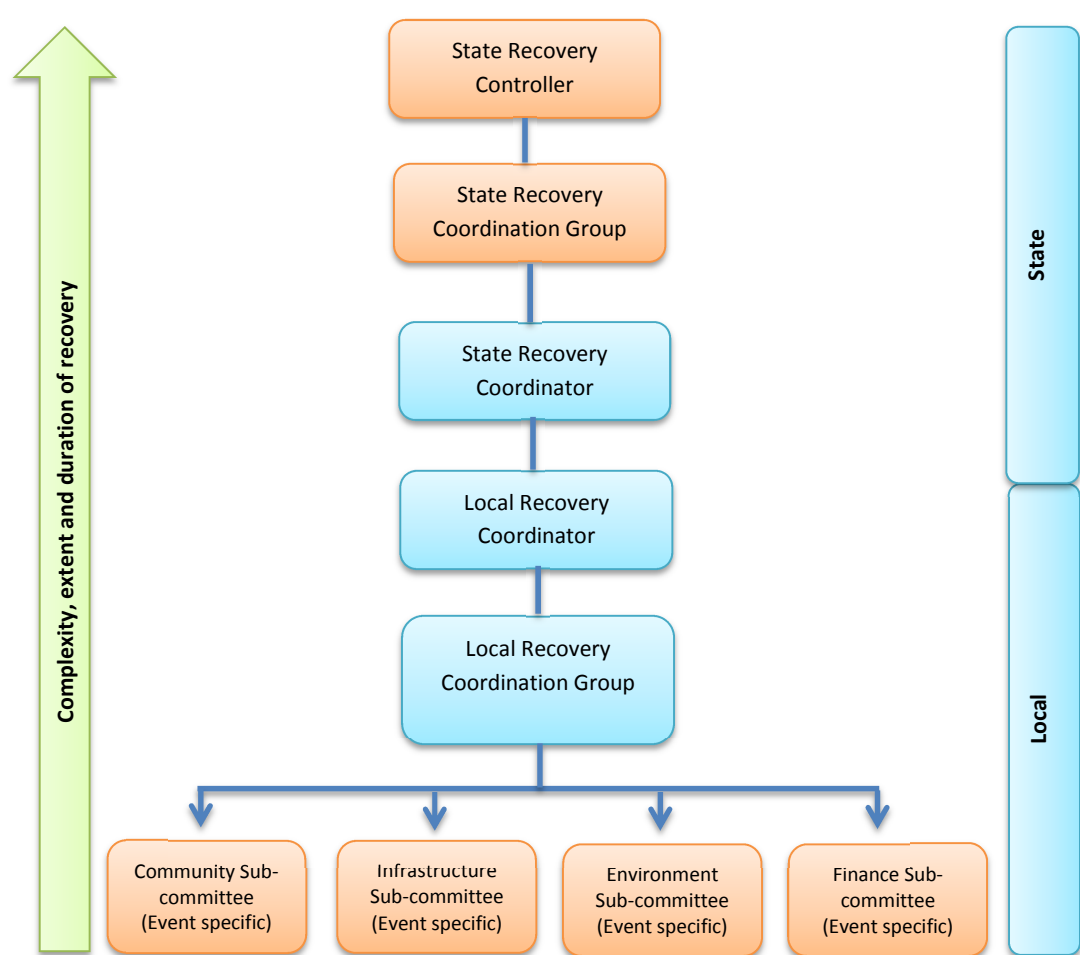 State Recovery
Controller
State Recovery
Coordination Group
State Recovery
Coordinator
Local Recovery
Coordinator
Local Recovery
Coordination Group
Community Sub-
committee
(Event specific)
Infrastructure
Sub-committee
(Event specific)
Environment
Sub-committee
(Event specific)
Finance Sub-
committee
(Event specific)
Complexity, extent and duration of recovery
State
Local